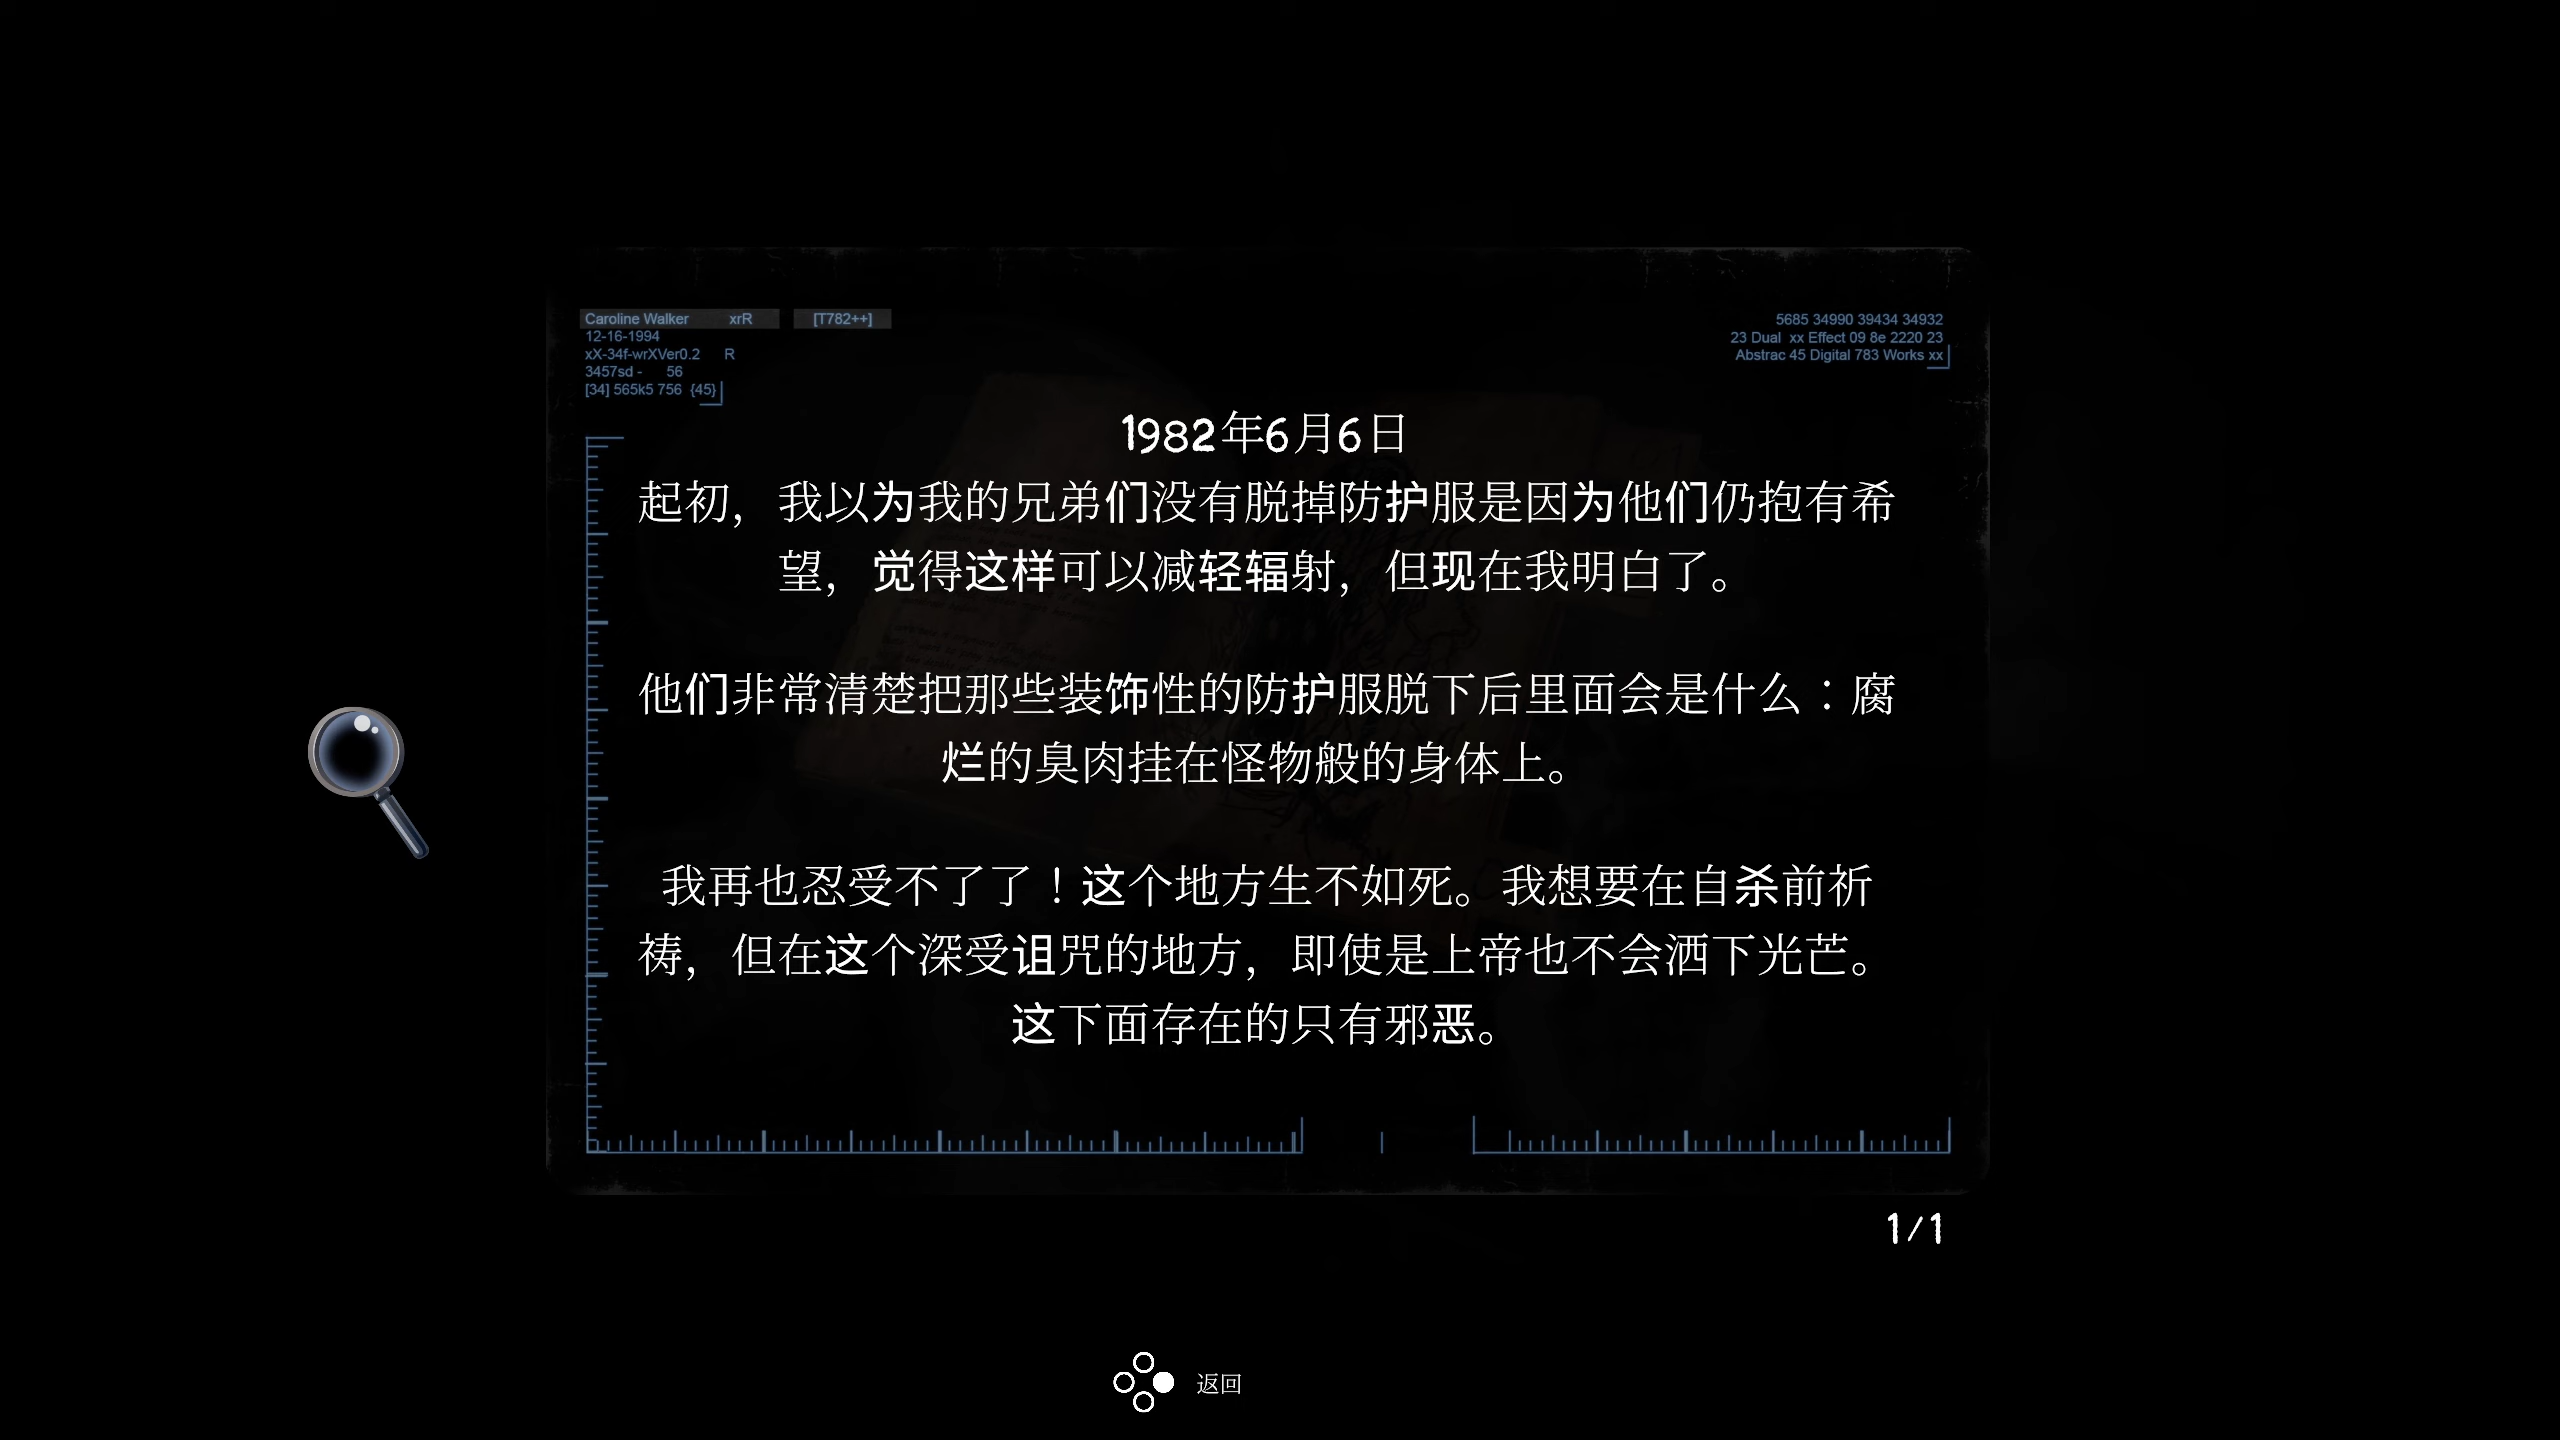 Caroline Walker xrR [T782++]
12-16-1994
xX-34f-wrXVer0.2 R
3457sd - 56
[34] 565k5 756 {45}
5685 34990 39434 34932
23 Dual xx Effect 09 8e 2220 23
Abstrac 45 Digital 783 Works xx
1982年6月6日
起初，我以为我的兄弟们没有脱掉防护服是因为他们仍抱有希
望，觉得这样可以减轻辐射，但现在我明白了。
他们非常清楚把那些装饰性的防护服脱下后里面会是什么：腐
烂的臭肉挂在怪物般的身体上。
我再也忍受不了了！这个地方生不如死。我想要在自杀前祈
祷，但在这个深受诅咒的地方，即使是上帝也不会洒下光芒。
这下面存在的只有邪恶。
1/1
返回